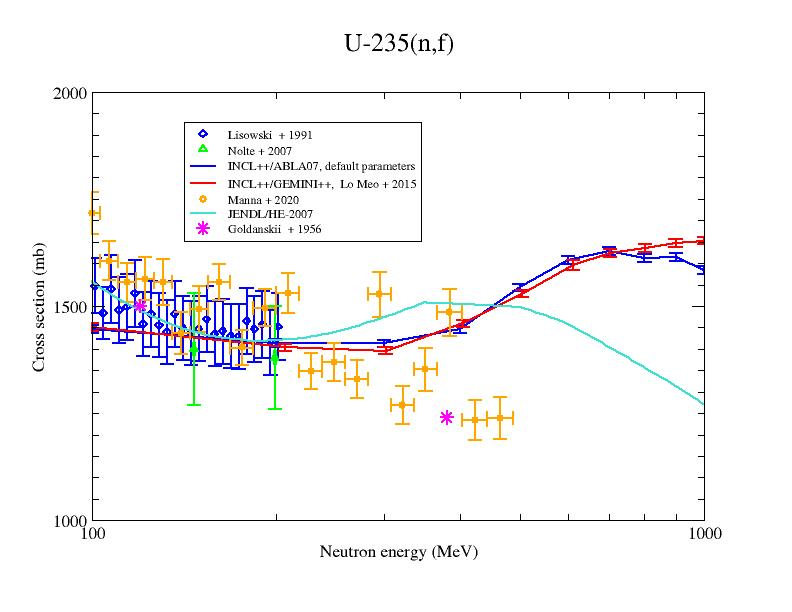 U-235(n,f)
2000
Lisowski + 1991
Nolte + 2007
INCL++/ABLA07, default parameters
INCL++/GEMINI++, Lo Meo + 2015
Manna + 2020
JENDL/HE-2007
Goldanskii + 1956
Cross section (mb)
1500
1000
100
1000
Neutron energy (MeV)